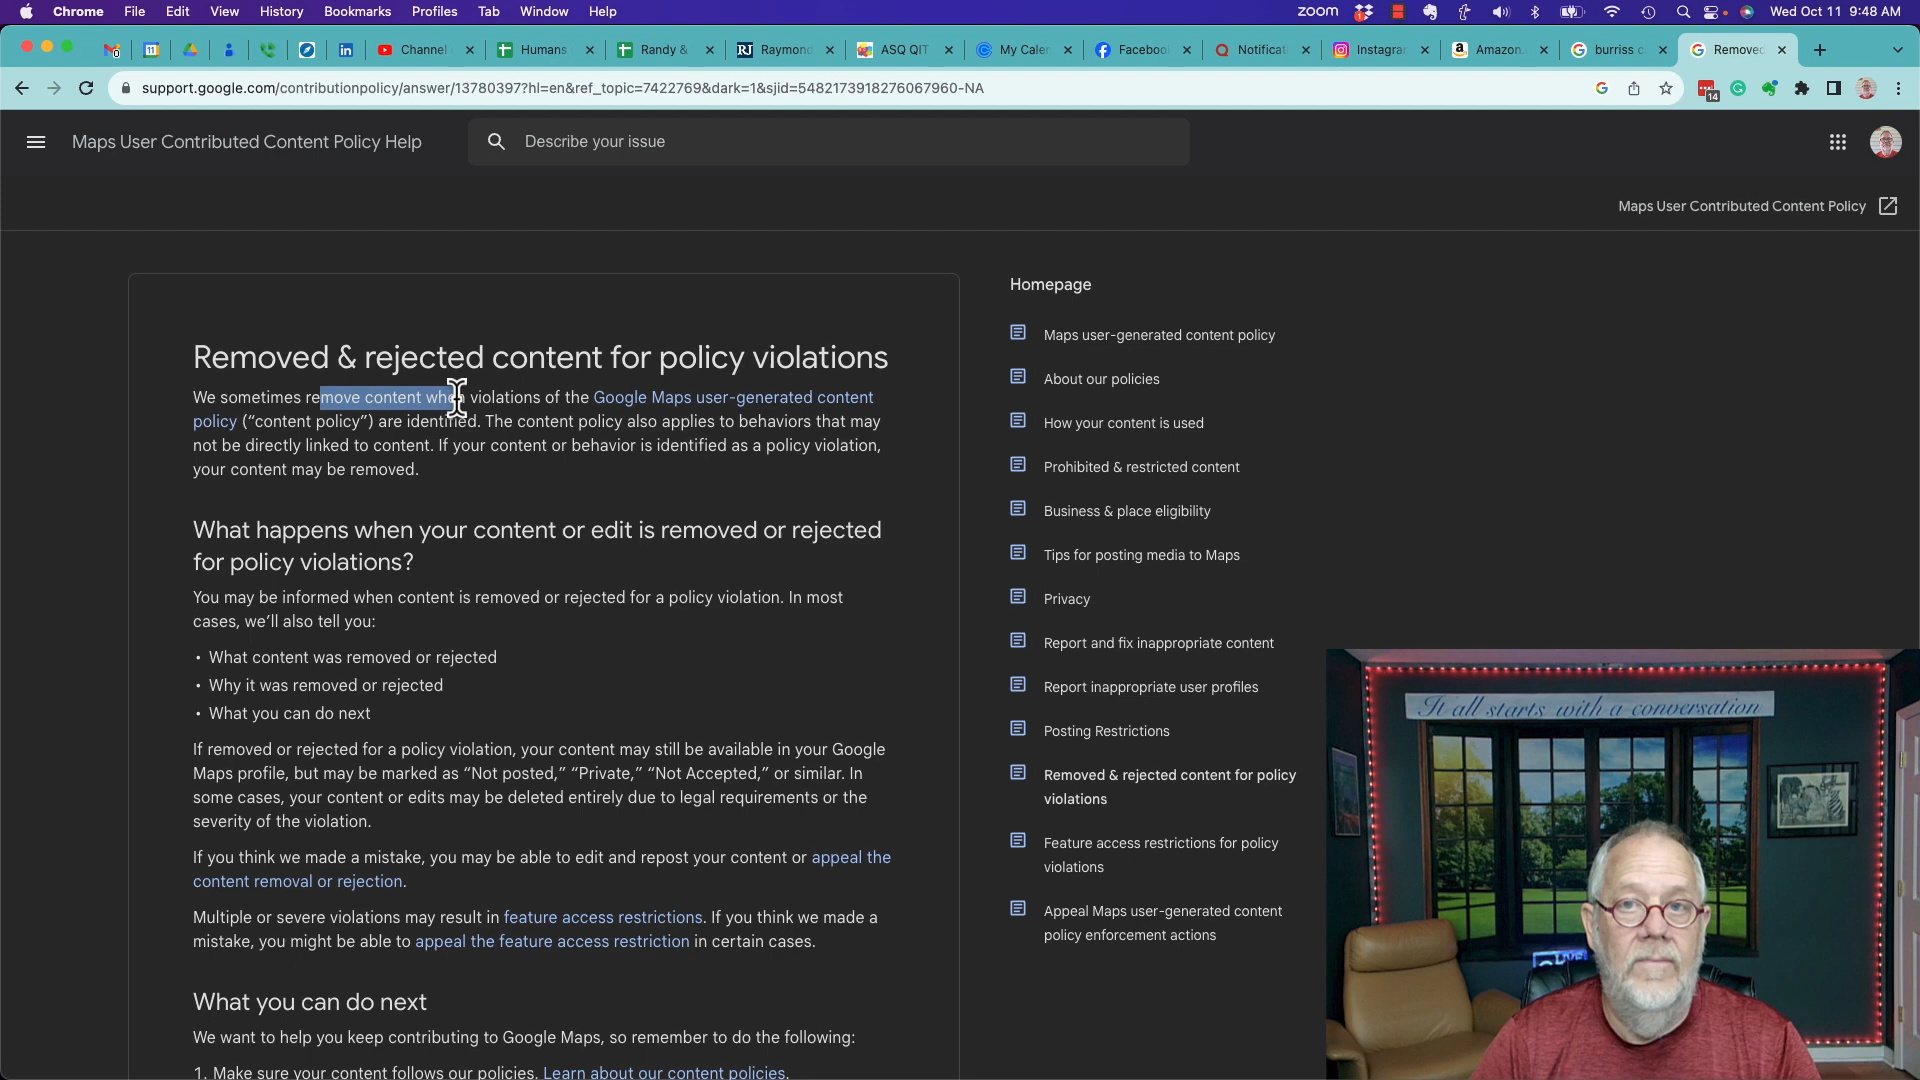 Chrome File Edit View History Bookmarks Profiles Tab Window Help zoom Wed Oct 11 9:48 AM
Channel Humans Randy & Raymond ASQ QIT My Calen Facebook Notificat Instagram Amazon. burriss c Removed
support.google.com/contributionpolicy/answer/13780397?hl=en&ref_topic=7422769&dark=1&sjid=5482173918276067960-NA 14
Maps User Contributed Content Policy Help Describe your issue
Maps User Contributed Content Policy
Removed & rejected content for policy violations
We sometimes remove content when violations of the Google Maps user-generated content
policy (“content policy”) are identified. The content policy also applies to behaviors that may
not be directly linked to content. If your content or behavior is identified as a policy violation,
your content may be removed.
What happens when your content or edit is removed or rejected
for policy violations?
You may be informed when content is removed or rejected for a policy violation. In most
cases, we’ll also tell you:
• What content was removed or rejected
• Why it was removed or rejected
• What you can do next
If removed or rejected for a policy violation, your content may still be available in your Google
Maps profile, but may be marked as “Not posted,” “Private,” “Not Accepted,” or similar. In
some cases, your content or edits may be deleted entirely due to legal requirements or the
severity of the violation.
If you think we made a mistake, you may be able to edit and repost your content or appeal the
content removal or rejection.
Multiple or severe violations may result in feature access restrictions. If you think we made a
mistake, you might be able to appeal the feature access restriction in certain cases.
What you can do next
We want to help you keep contributing to Google Maps, so remember to do the following:
1. Make sure your content follows our policies. Learn about our content policies.
Homepage
Maps user-generated content policy
About our policies
How your content is used
Prohibited & restricted content
Business & place eligibility
Tips for posting media to Maps
Privacy
Report and fix inappropriate content
Report inappropriate user profiles
Posting Restrictions
Removed & rejected content for policy
violations
Feature access restrictions for policy
violations
Appeal Maps user-generated content
policy enforcement actions
It all starts with a conversation
LIVE